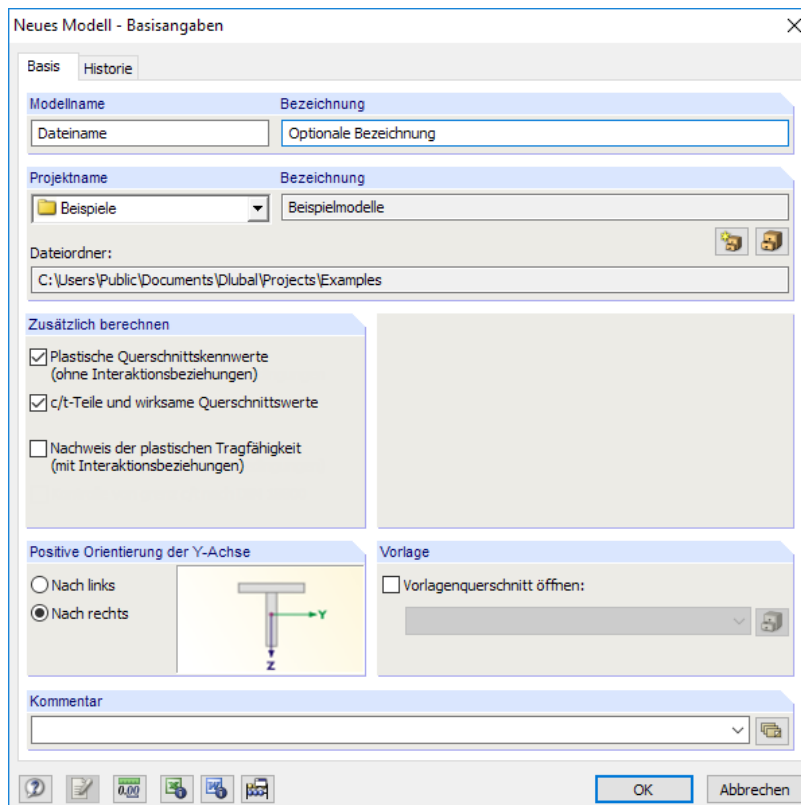 Neues Modell - Basisangaben
Basis Historie
Modellname Bezeichnung
Dateiname Optionale Bezeichnung
Projektname Bezeichnung
Beispiele Beispielmodelle
Dateiordner:
C:\Users\Public\Documents\Dlubal\Projects\Examples
Zusätzlich berechnen
Plastische Querschnittskennwerte
(ohne Interaktionsbeziehungen)
c/t-Teile und wirksame Querschnittswerte
Nachweis der plastischen Tragfähigkeit
(mit Interaktionsbeziehungen)
Positive Orientierung der Y-Achse Vorlage
Nach links Vorlagenquerschnitt öffnen:
Nach rechts
Y
Z
Kommentar
0.00 OK Abbrechen